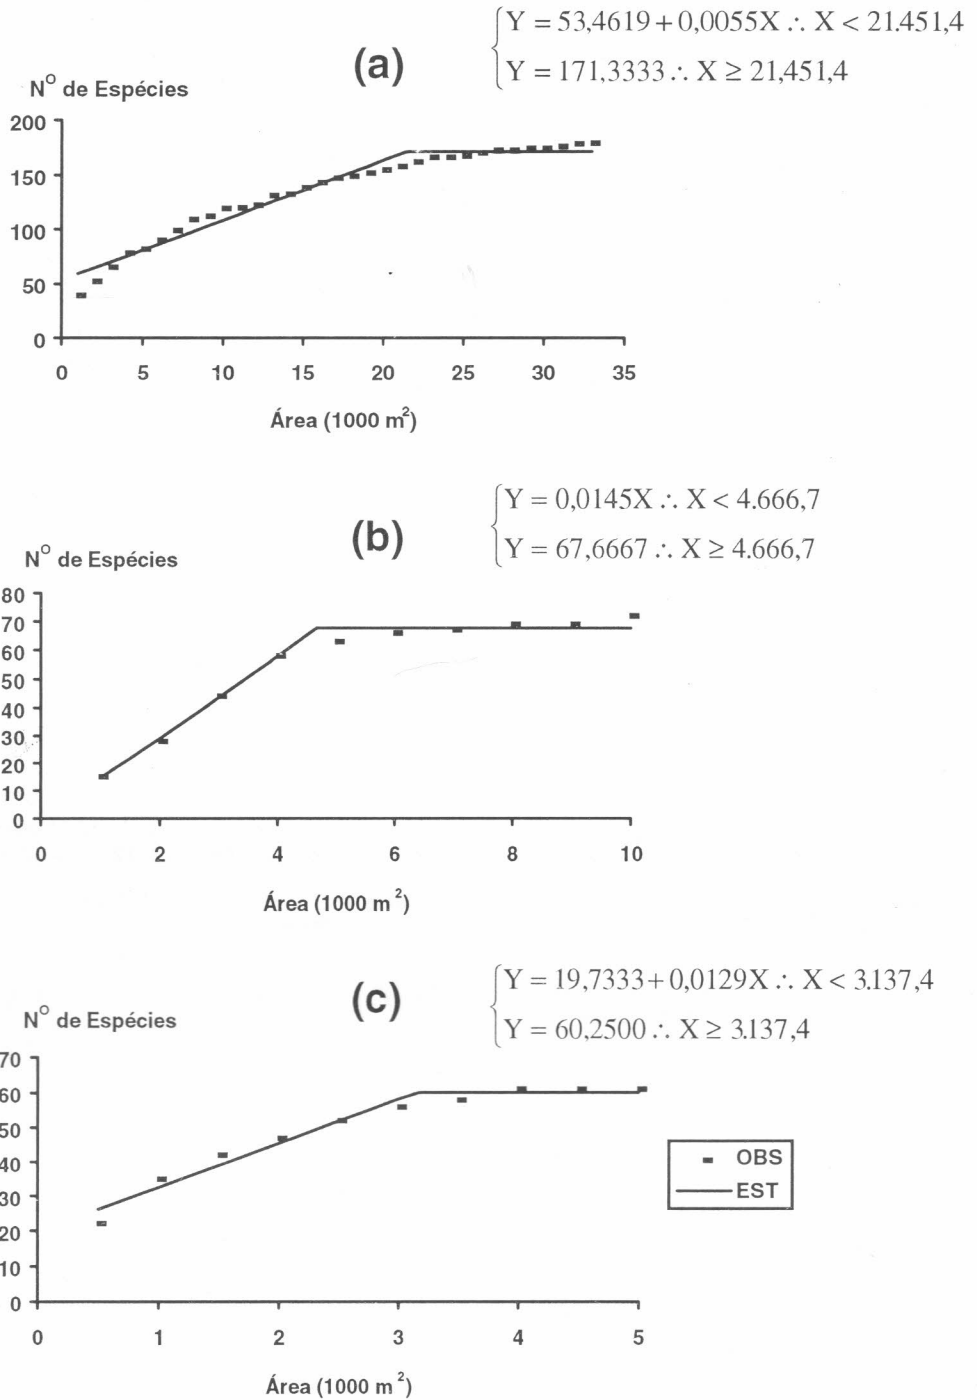 Y = 53,4619 + 0,0055X ∴ X < 21.451,4
(a)
Y = 171,3333 ∴ X ≥ 21,451,4
Nº de Espécies
200
150
100
50
0
0 5 10 15 20 25 30 35
Área (1000 m²)
Y = 0,0145X ∴ X < 4.666,7
(b)
Y = 67,6667 ∴ X ≥ 4.666,7
Nº de Espécies
80
70
60
50
40
30
20
10
0
0 2 4 6 8 10
Área (1000 m²)
Y = 19,7333 + 0,0129X ∴ X < 3.137,4
(c)
Y = 60,2500 ∴ X ≥ 3.137,4
Nº de Espécies
70
60
50
40
30
20
10
0
OBS
EST
0 1 2 3 4 5
Área (1000 m²)